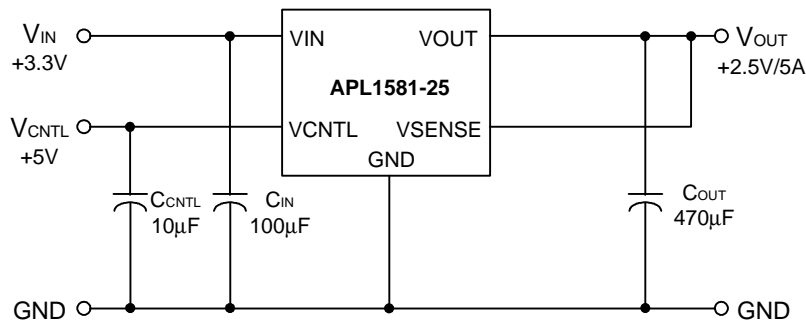 VIN
+3.3V
VIN
VOUT
VOUT
+2.5V/5A
APL1581-25
VCNTL
+5V
VCNTL
VSENSE
GND
CCNTL
10μF
CIN
100μF
COUT
470μF
GND
GND